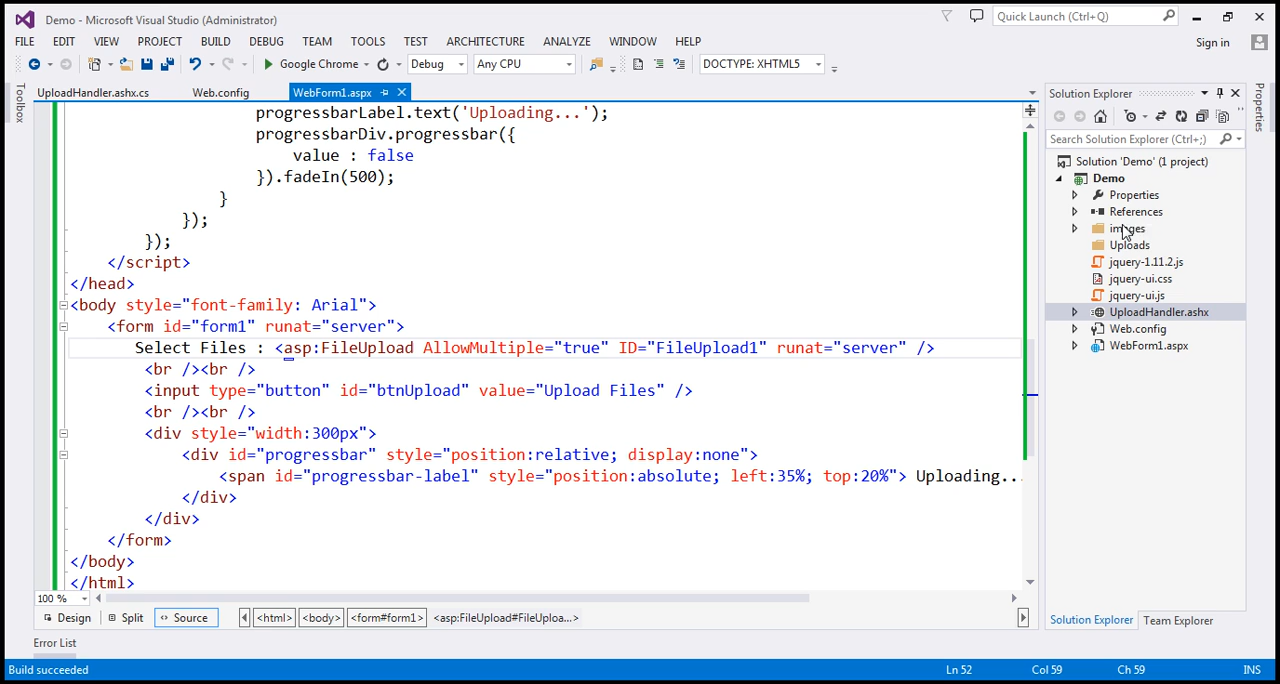 Demo - Microsoft Visual Studio (Administrator)
Quick Launch (Ctrl+Q)
FILE EDIT VIEW PROJECT BUILD DEBUG TEAM TOOLS TEST ARCHITECTURE ANALYZE WINDOW HELP
Sign in
Google Chrome Debug Any CPU DOCTYPE: XHTML5
Toolbox
UploadHandler.ashx.cs Web.config WebForm1.aspx
progressbarLabel.text('Uploading...');
progressbarDiv.progressbar({
value : false
}).fadeIn(500);
}
});
});
</script>
</head>
<body style="font-family: Arial">
<form id="form1" runat="server">
Select Files : <asp:FileUpload AllowMultiple="true" ID="FileUpload1" runat="server" />
<br /><br />
<input type="button" id="btnUpload" value="Upload Files" />
<br /><br />
<div style="width:300px">
<div id="progressbar" style="position:relative; display:none">
<span id="progressbar-label" style="position:absolute; left:35%; top:20%"> Uploading...
</div>
</div>
</form>
</body>
</html>
100 %
Design Split Source <html> <body> <form#form1> <asp:FileUpload#FileUploa...>
Error List
Solution Explorer
Search Solution Explorer (Ctrl+;)
Solution 'Demo' (1 project)
Demo
Properties
References
images
Uploads
jquery-1.11.2.js
jquery-ui.css
jquery-ui.js
UploadHandler.ashx
Web.config
WebForm1.aspx
Solution Explorer Team Explorer
Properties
Build succeeded Ln 52 Col 59 Ch 59 INS